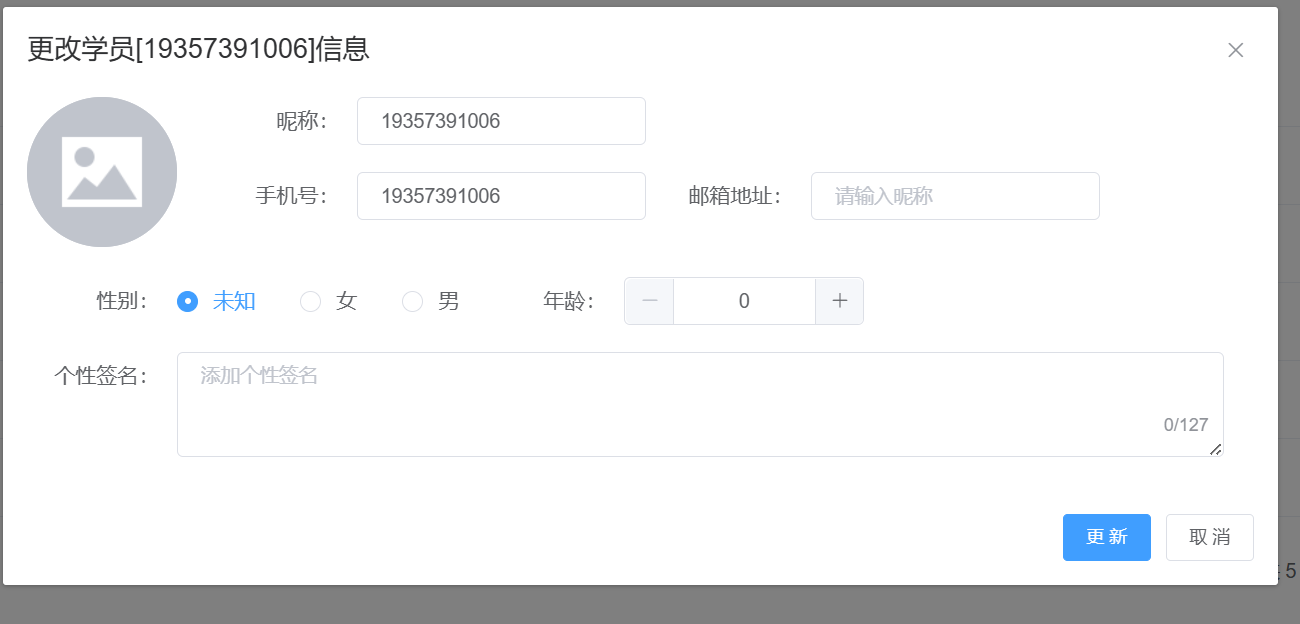 更改学员[19357391006]信息
昵称： 19357391006
手机号： 19357391006 邮箱地址： 请输入昵称
性别： 未知 女 男 年龄： 0
个性签名： 添加个性签名
0/127
更新 取消
5